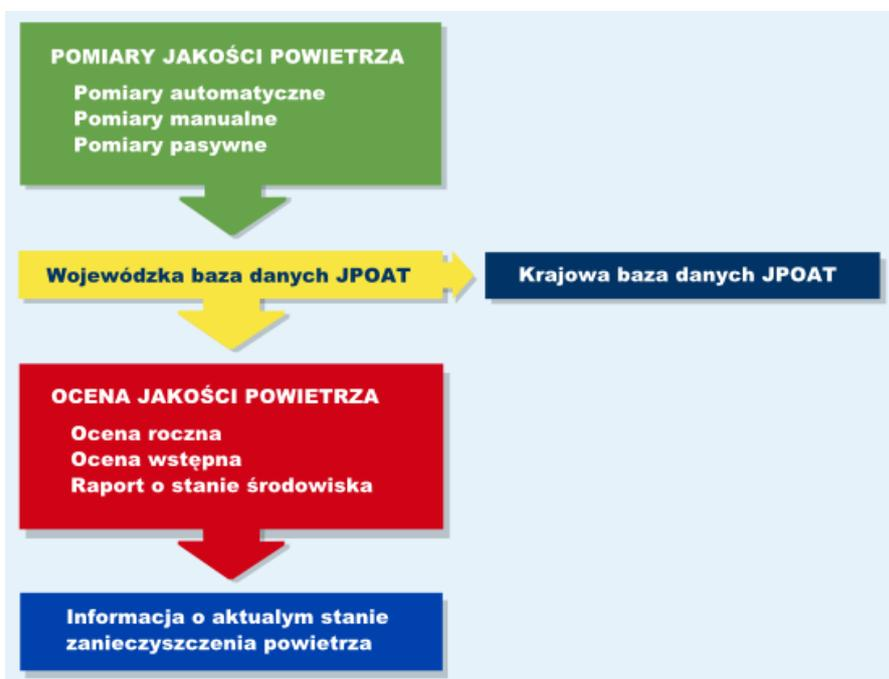 POMIARY JAKOŚCI POWIETRZA
Pomiary automatyczne
Pomiary manualne
Pomiary pasywne
Wojewódzka baza danych JPOAT
Krajowa baza danych JPOAT
OCENA JAKOŚCI POWIETRZA
Ocena roczna
Ocena wstępna
Raport o stanie środowiska
Informacja o aktualym stanie
zanieczyszczenia powietrza